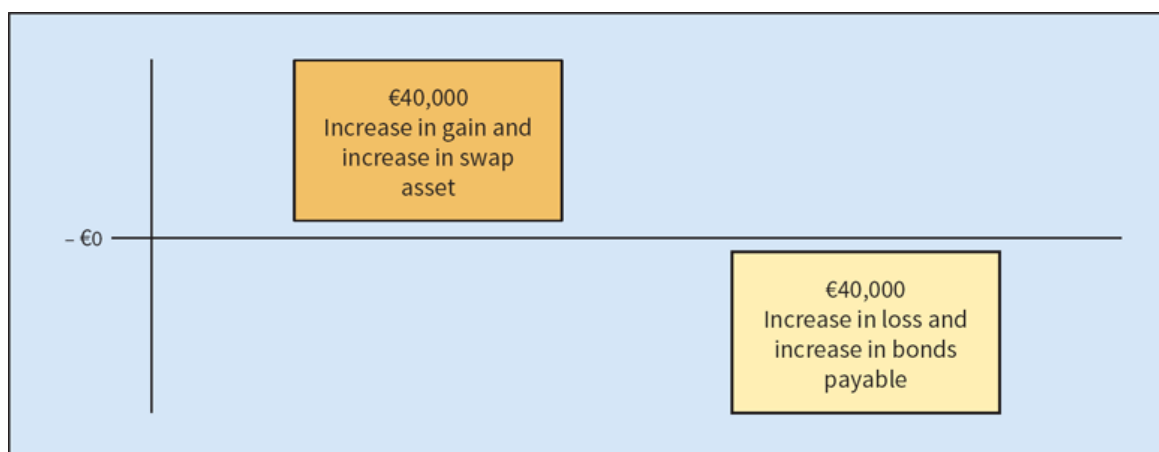 €40,000
Increase in gain and
increase in swap
asset
– €0
€40,000
Increase in loss and
increase in bonds
payable